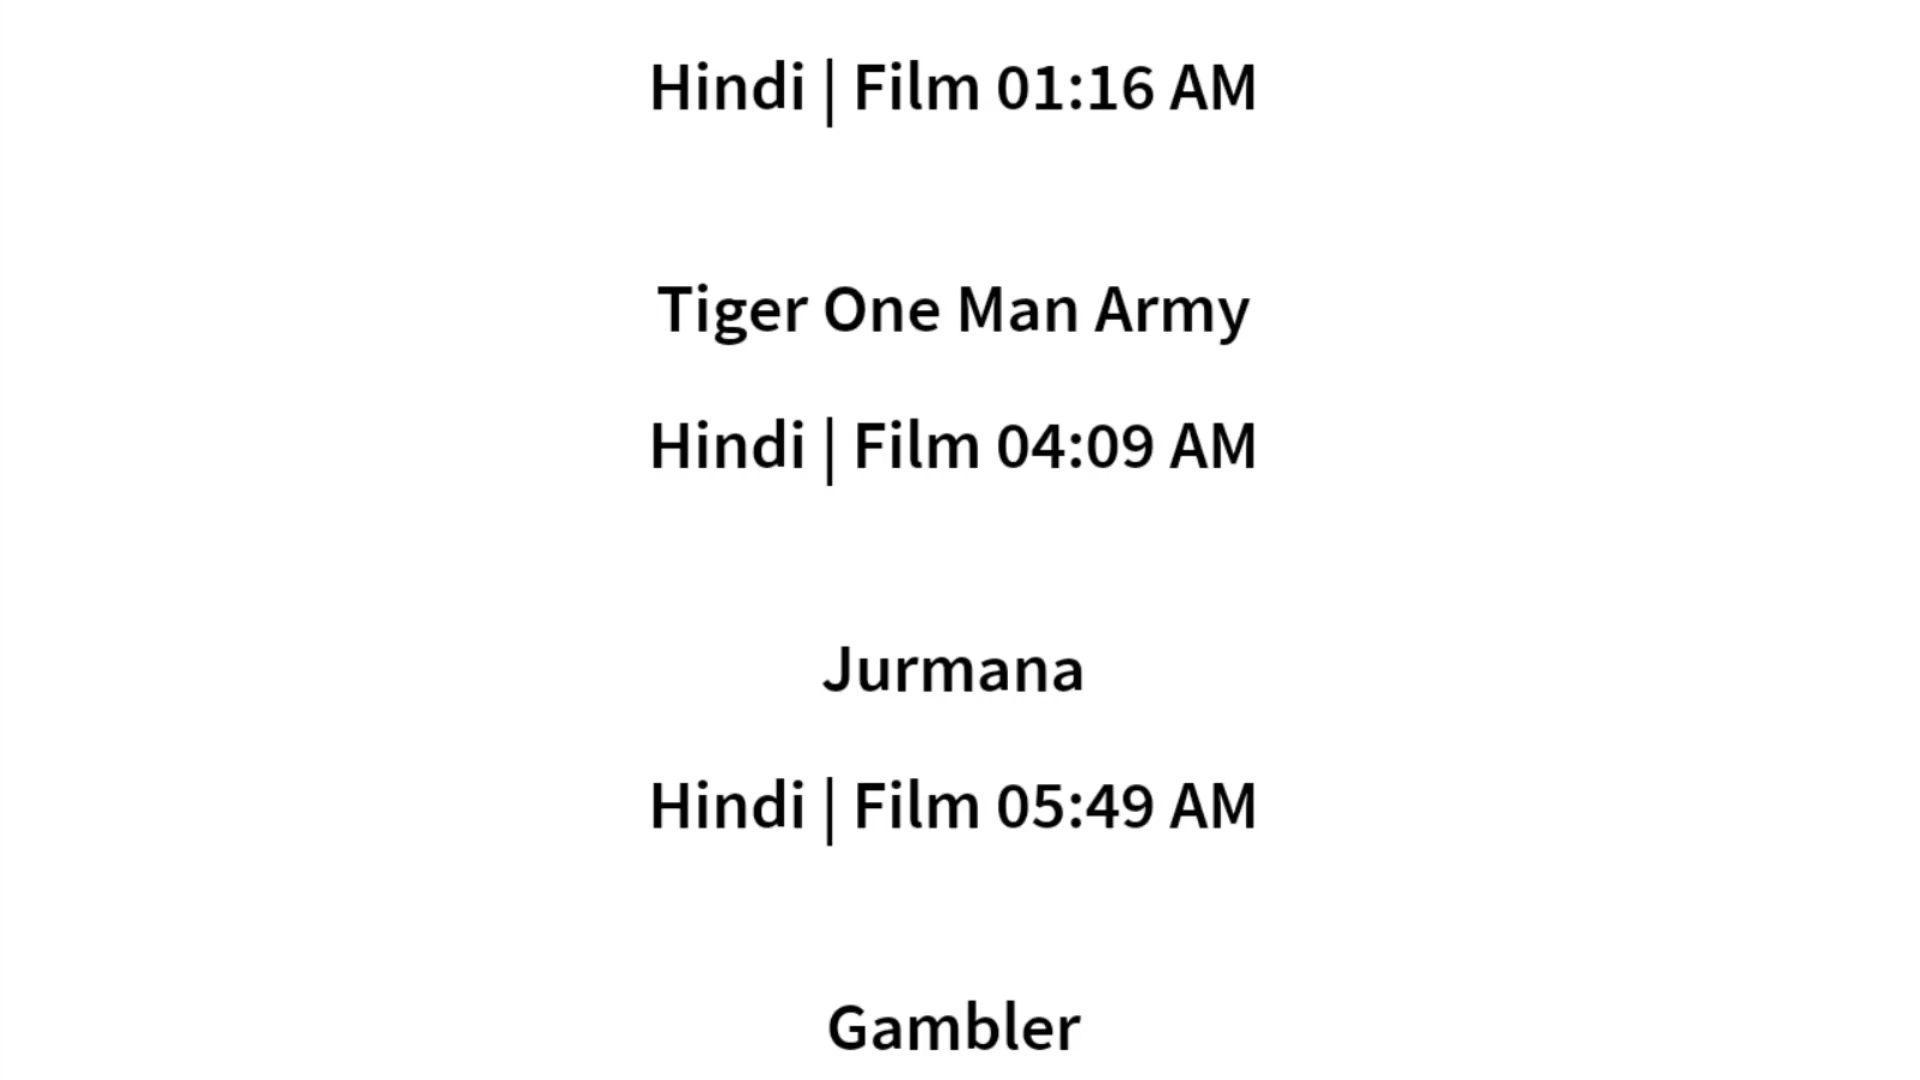 Hindi | Film 01:16 AM
Tiger One Man Army
Hindi | Film 04:09 AM
Jurmana
Hindi | Film 05:49 AM
Gambler